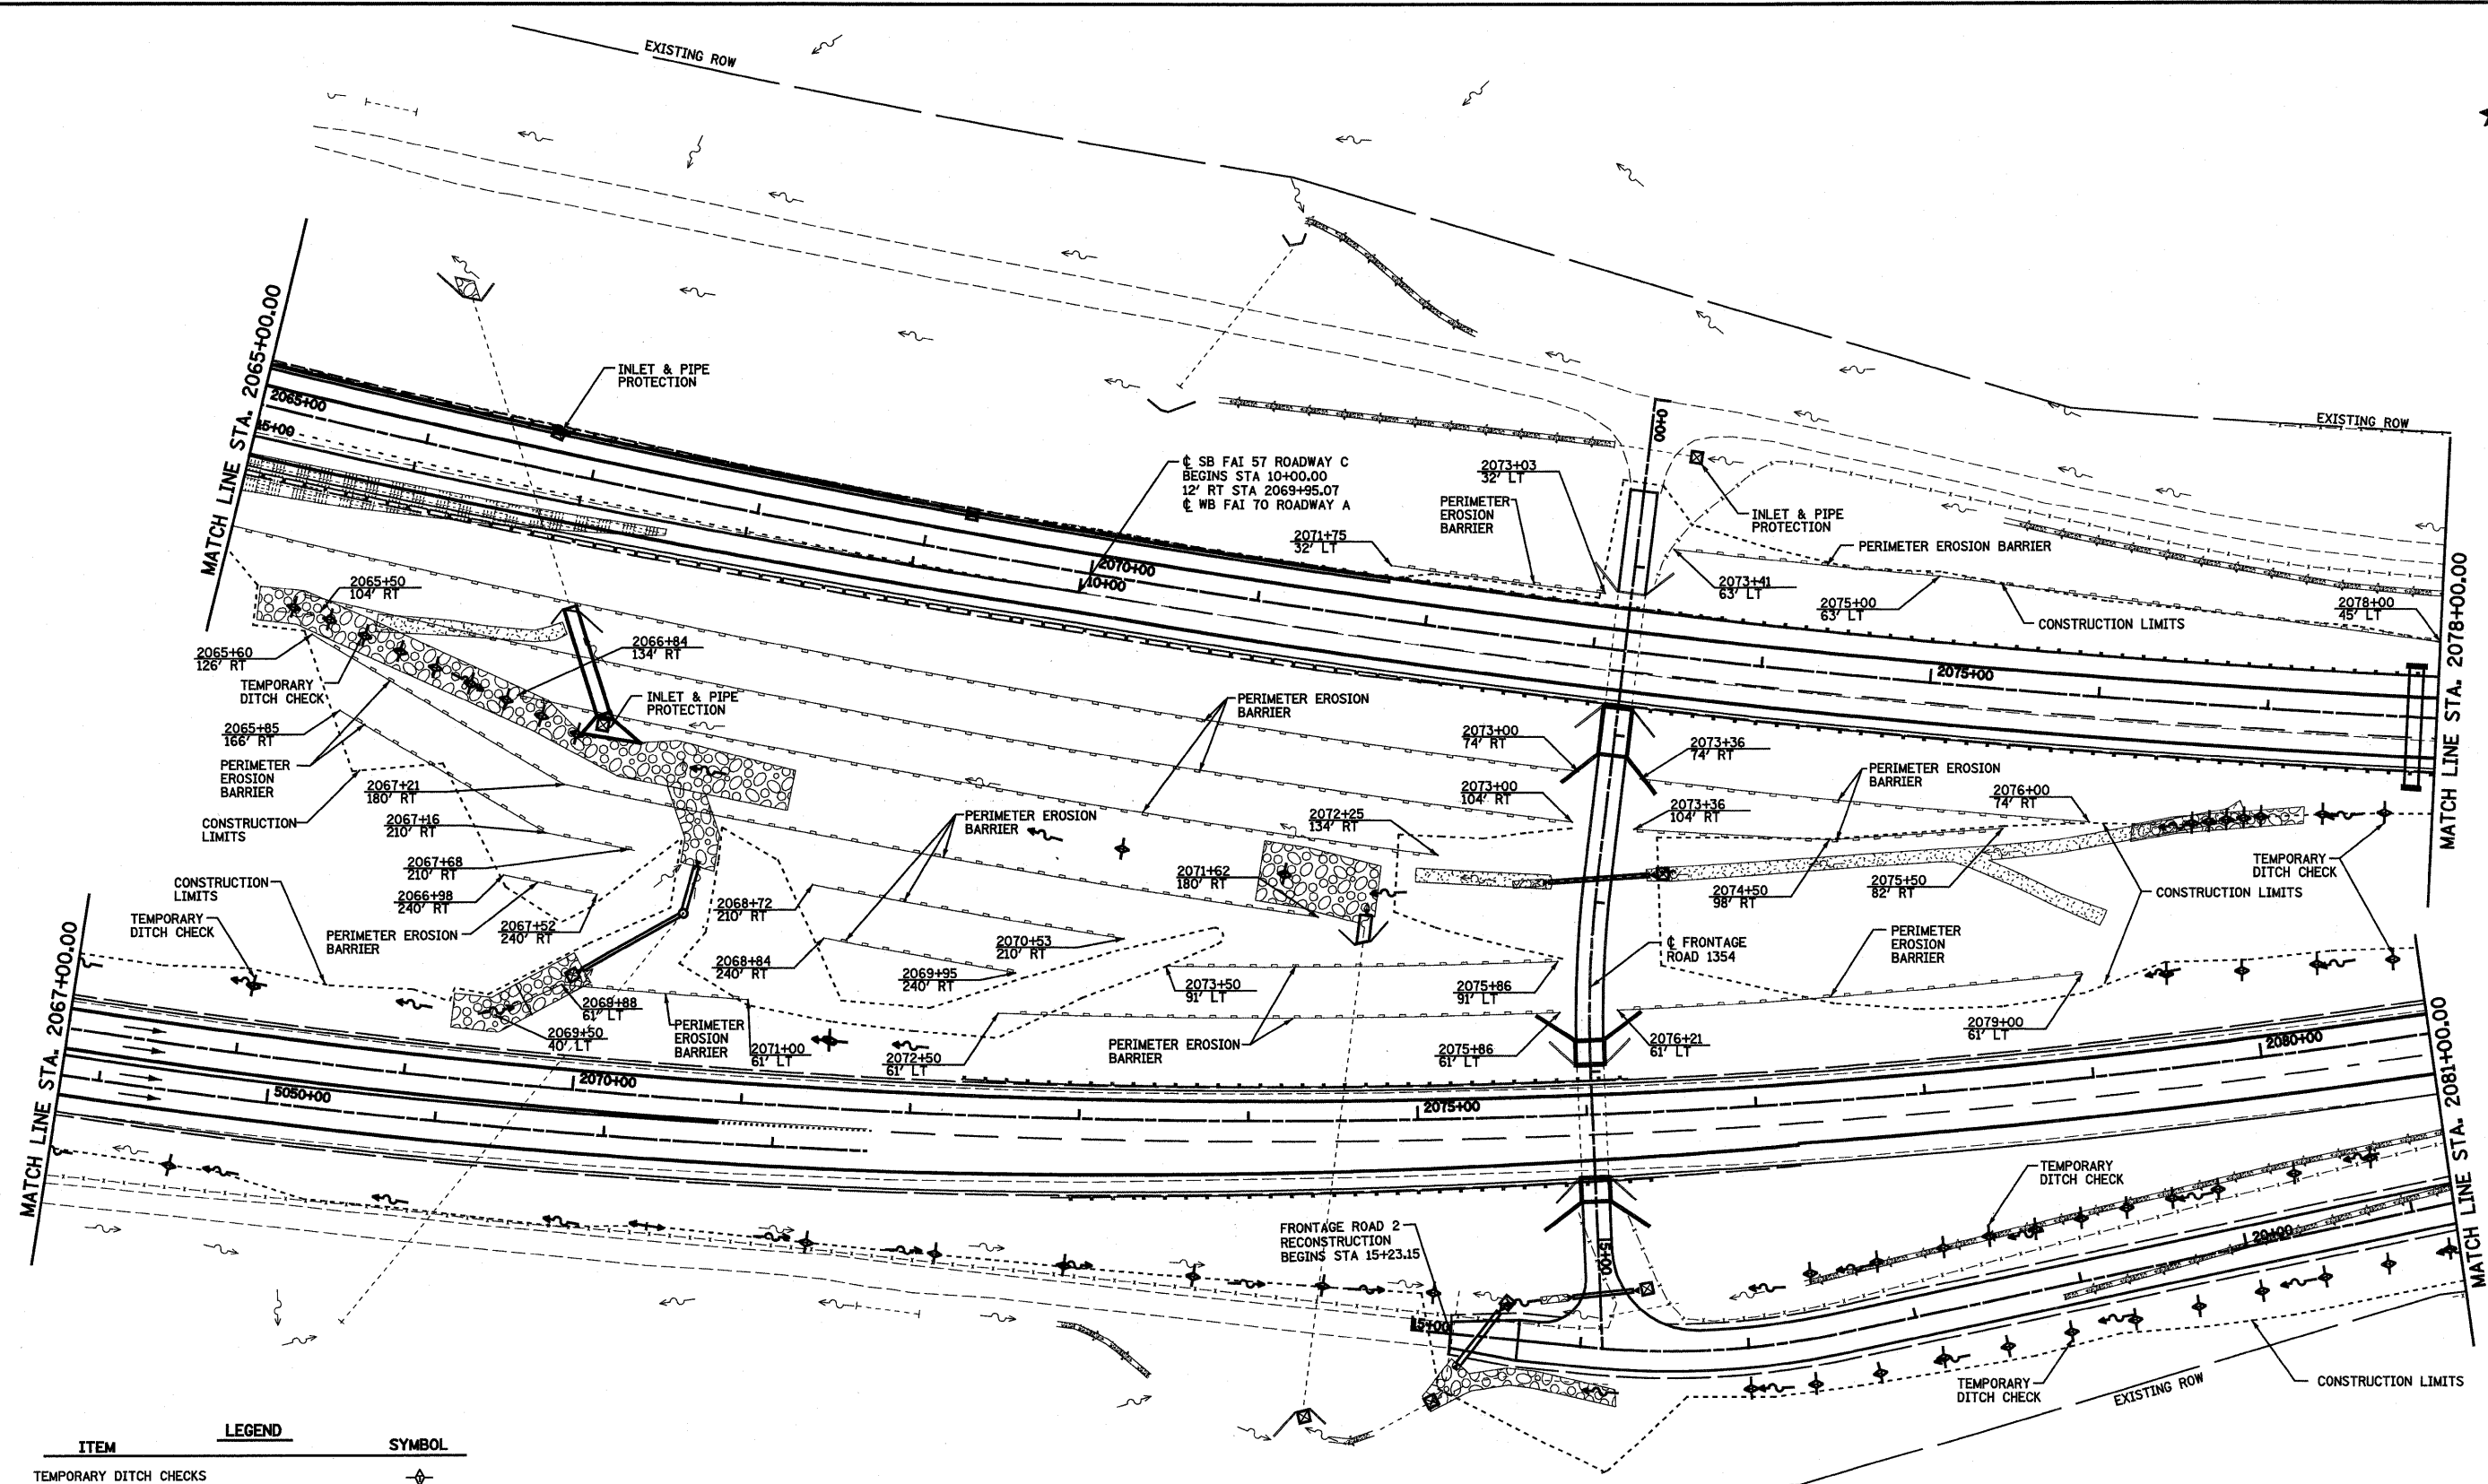 EXISTING ROW
MATCH LINE STA. 2065+00.00
INLET & PIPE
PROTECTION
2065+00
15+00
℄ SB FAI 57 ROADWAY C
BEGINS STA 10+00.00
12' RT STA 2069+95.07
℄ WB FAI 70 ROADWAY A
2073+03
32' LT
PERIMETER
EROSION
BARRIER
2071+75
32' LT
0+00
EXISTING ROW
INLET & PIPE
PROTECTION
PERIMETER EROSION BARRIER
2073+41
63' LT
2075+00
63' LT
CONSTRUCTION LIMITS
2078+00
45' LT
MATCH LINE STA. 2078+00.00
2070+00
10+00
2075+00
2065+50
104' RT
2065+60
126' RT
TEMPORARY
DITCH CHECK
2066+84
134' RT
INLET & PIPE
PROTECTION
2065+85
166' RT
PERIMETER
EROSION
BARRIER
CONSTRUCTION
LIMITS
2067+21
180' RT
2067+16
210' RT
2067+68
210' RT
2066+98
240' RT
2067+52
240' RT
PERIMETER EROSION
BARRIER
CONSTRUCTION
LIMITS
TEMPORARY
DITCH CHECK
PERIMETER EROSION
BARRIER
PERIMETER EROSION
BARRIER
2068+72
210' RT
2068+84
240' RT
2069+95
240' RT
2070+53
210' RT
2071+62
180' RT
2072+25
134' RT
2073+00
74' RT
2073+00
104' RT
2073+36
74' RT
2073+36
104' RT
PERIMETER EROSION
BARRIER
2076+00
74' RT
2074+50
98' RT
2075+50
82' RT
TEMPORARY
DITCH CHECK
CONSTRUCTION LIMITS
℄ FRONTAGE
ROAD 1354
PERIMETER
EROSION
BARRIER
MATCH LINE STA. 2067+00.00
2069+88
61' LT
2069+50
40' LT
PERIMETER
EROSION
BARRIER
2071+00
61' LT
2072+50
61' LT
2073+50
91' LT
PERIMETER EROSION
BARRIER
2075+86
91' LT
2075+86
61' LT
2076+21
61' LT
2079+00
61' LT
2080+00
MATCH LINE STA. 2081+00.00
2070+00
5050+00
2075+00
TEMPORARY
DITCH CHECK
FRONTAGE ROAD 2
RECONSTRUCTION
BEGINS STA 15+23.15
15+00
15+00
20+00
TEMPORARY
DITCH CHECK
EXISTING ROW
CONSTRUCTION LIMITS
LEGEND
ITEM SYMBOL
TEMPORARY DITCH CHECKS